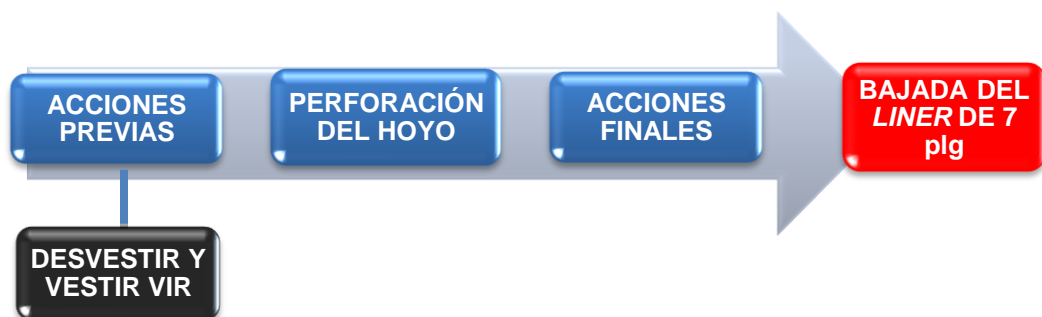 ACCIONES
PREVIAS
PERFORACIÓN
DEL HOYO
ACCIONES
FINALES
BAJADA DEL
LINER DE 7
plg
DESVESTIR Y
VESTIR VIR